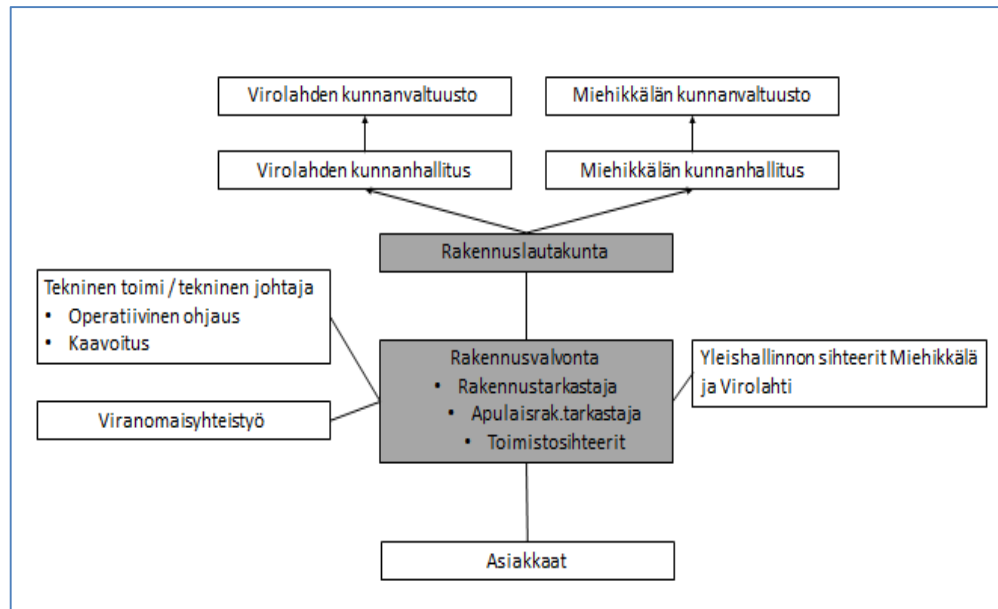 Virolahden kunnanvaltuusto
Miehikkälän kunnanvaltuusto
Virolahden kunnanhallitus
Miehikkälän kunnanhallitus
Rakennuslautakunta
Tekninen toimi / tekninen johtaja
• Operatiivinen ohjaus
• Kaavoitus
Rakennusvalvonta
• Rakennustarkastaja
• Apulaisrak.tarkastaja
• Toimistosihteerit
Yleishallinnon sihteerit Miehikkälä
ja Virolahti
Viranomaisyhteistyö
Asiakkaat